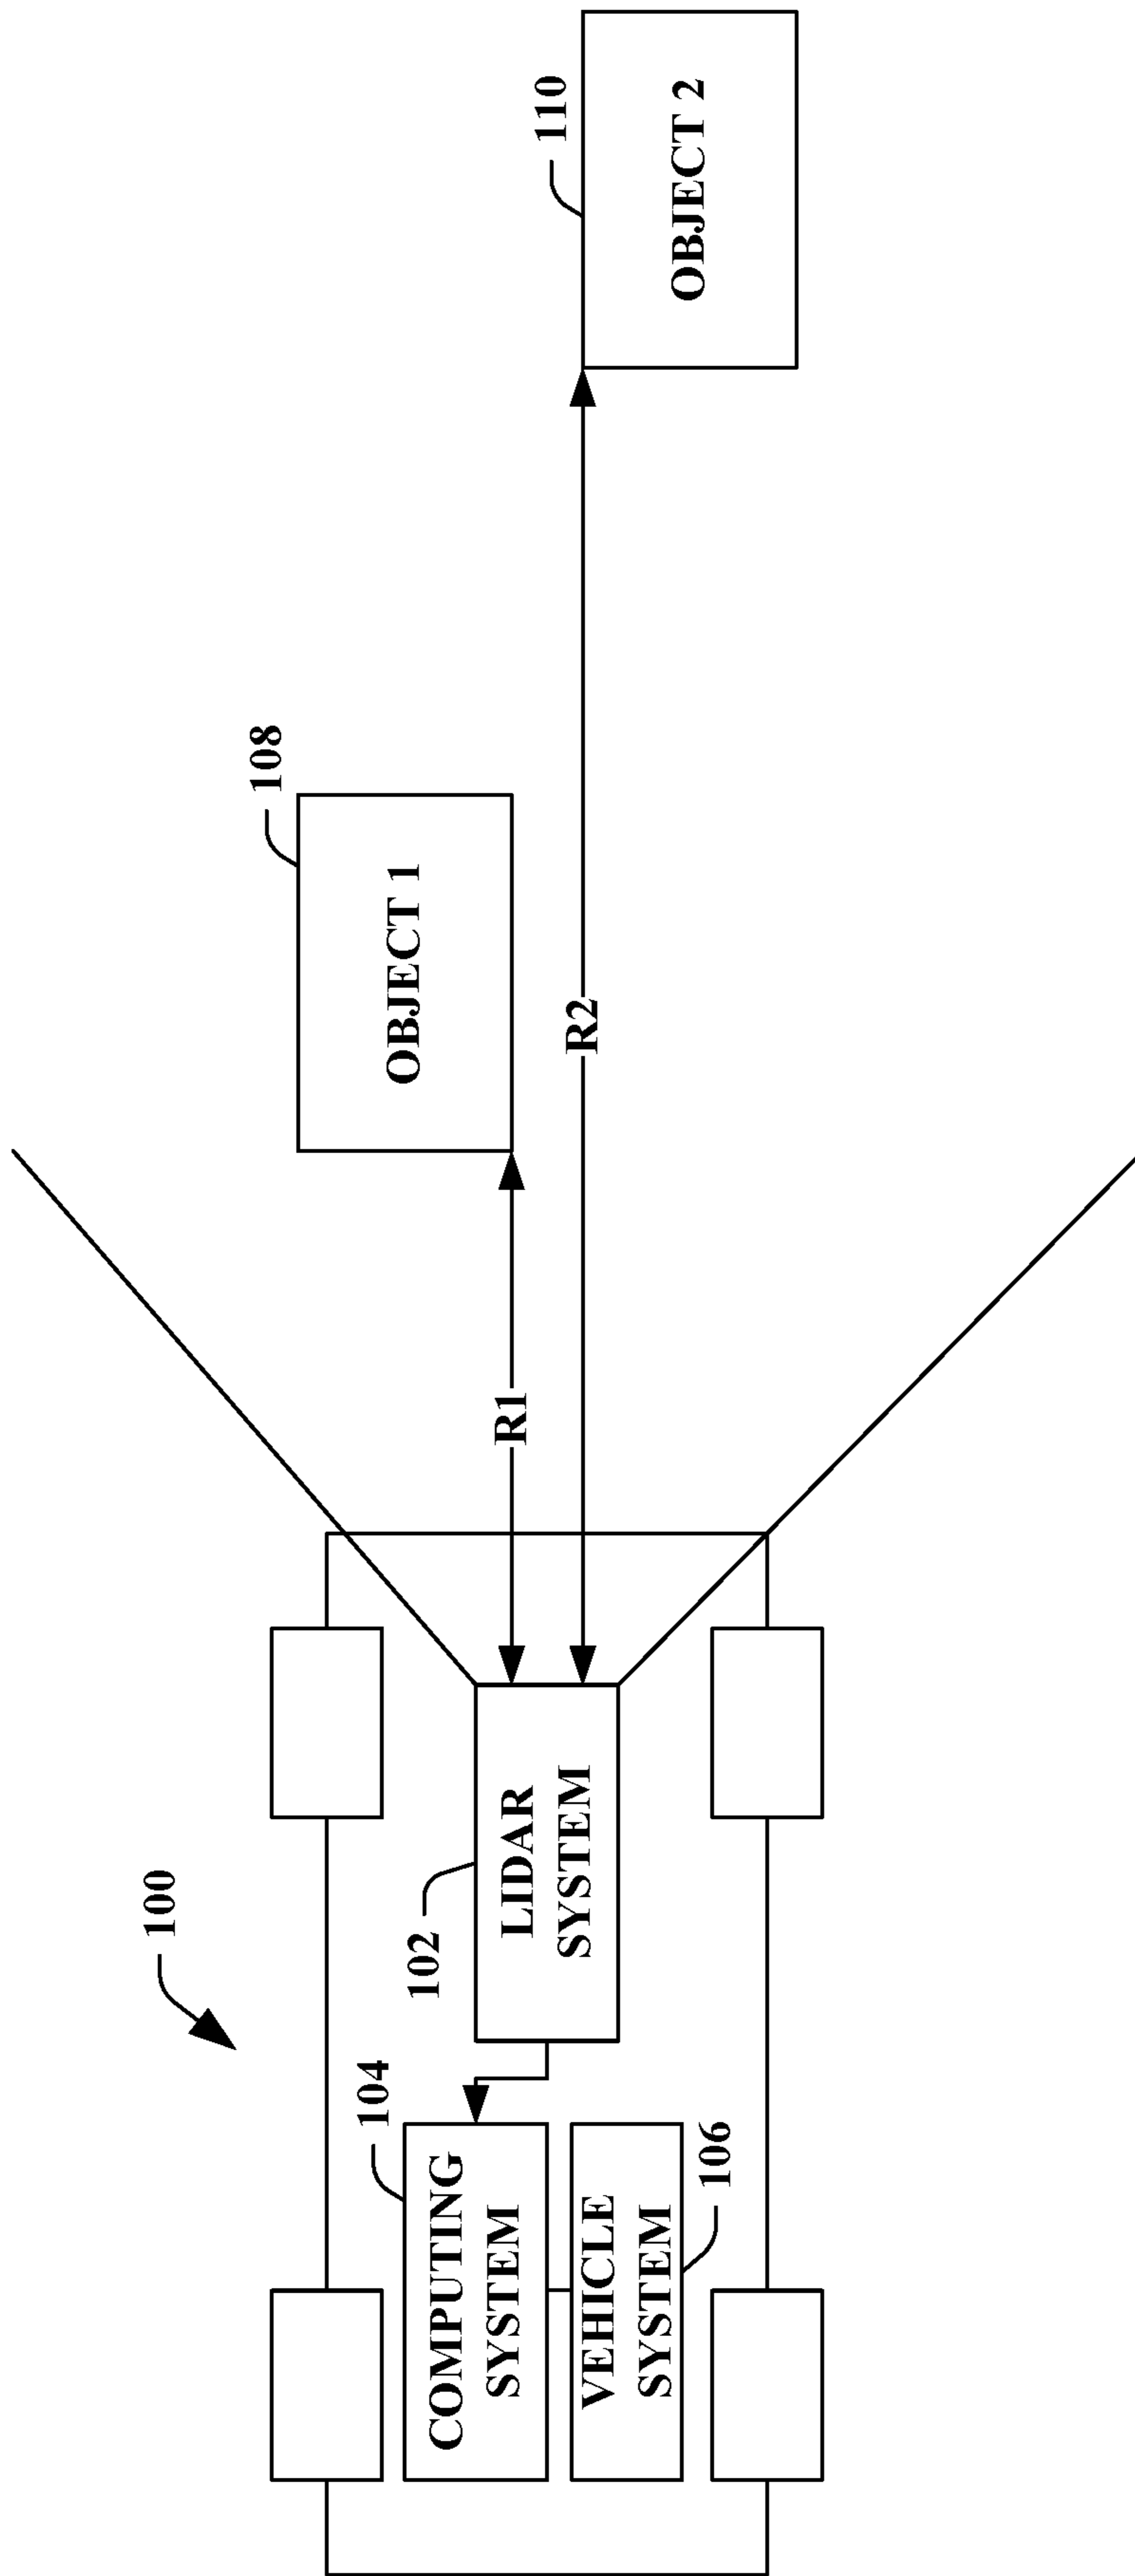 100
104
COMPUTING
SYSTEM
VEHICLE
SYSTEM
106
102
LIDAR
SYSTEM
R1
R2
108
OBJECT 1
110
OBJECT 2